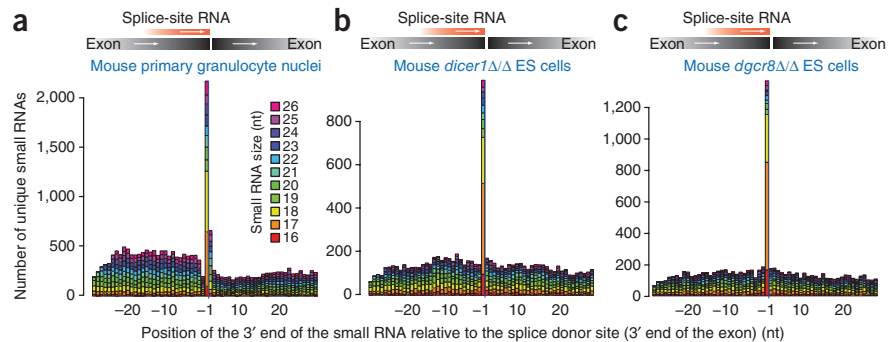 a
Splice-site RNA
Exon Exon
Mouse primary granulocyte nuclei
Number of unique small RNAs
2,000
1,500
1,000
500
0
Small RNA size (nt)
26
25
24
23
22
21
20
19
18
17
16
−20 −10 −1 10 20
b
Splice-site RNA
Exon Exon
Mouse dicer1Δ/Δ ES cells
800
600
400
200
0
−20 −10 −1 10 20
c
Splice-site RNA
Exon Exon
Mouse dgcr8Δ/Δ ES cells
1,200
1,000
800
600
400
200
0
−20 −10 −1 10 20
Position of the 3′ end of the small RNA relative to the splice donor site (3′ end of the exon) (nt)